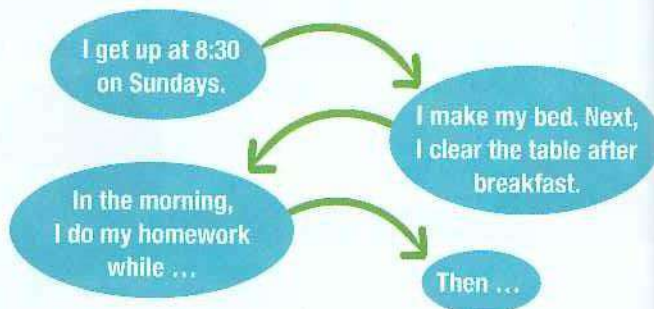 I get up at 8:30
on Sundays.
I make my bed. Next,
I clear the table after
breakfast.
In the morning,
I do my homework
while ...
Then ...